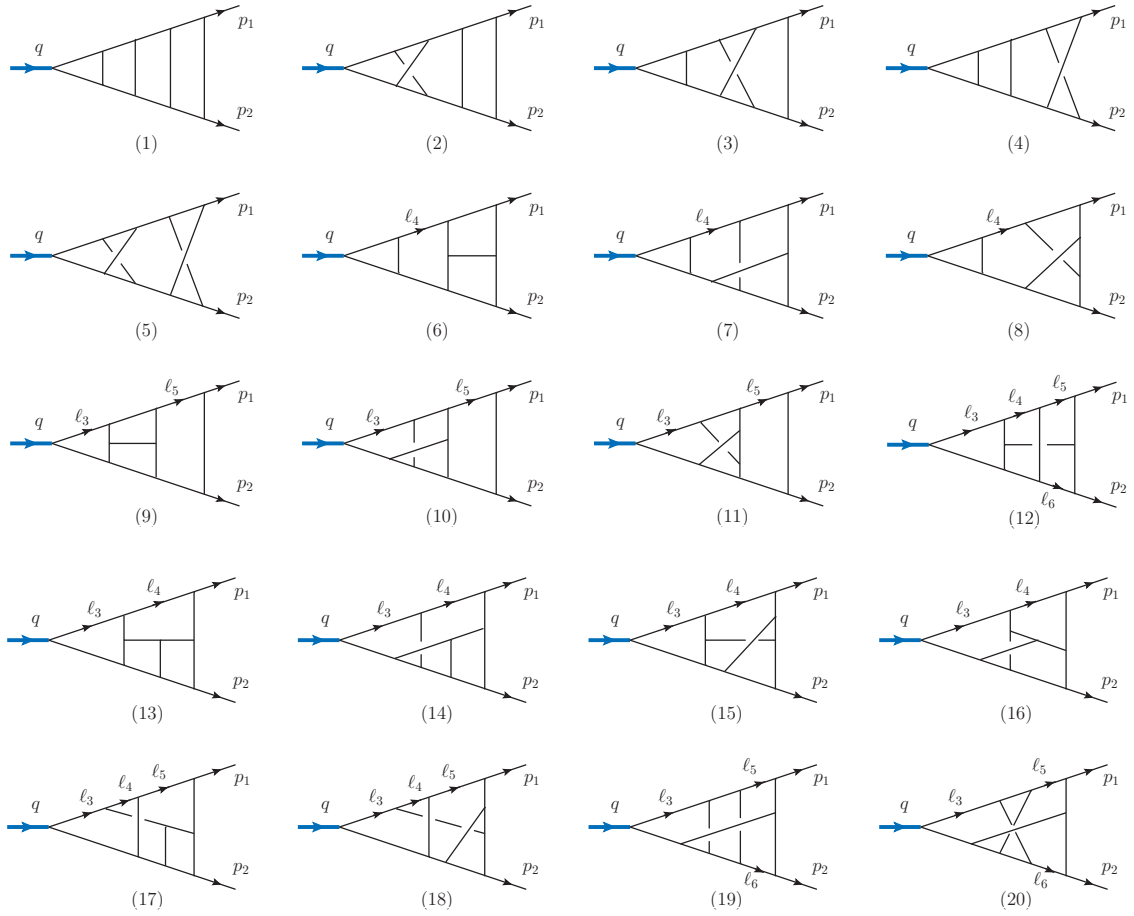 q p₁ q p₁ q p₁ q p₁
p₂ p₂ p₂ p₂
(1) (2) (3) (4)
q p₁ q ℓ₄ p₁ q ℓ₄ p₁ q ℓ₄ p₁
p₂ p₂ p₂ p₂
(5) (6) (7) (8)
q ℓ₃ ℓ₅ p₁ q ℓ₃ ℓ₅ p₁ q ℓ₃ ℓ₅ p₁ q ℓ₃ ℓ₄ ℓ₅ p₁
p₂ p₂ p₂ ℓ₆ p₂
(9) (10) (11) (12)
q ℓ₃ ℓ₄ p₁ q ℓ₃ ℓ₄ p₁ q ℓ₃ ℓ₄ p₁ q ℓ₃ ℓ₄ p₁
p₂ p₂ p₂ p₂
(13) (14) (15) (16)
q ℓ₃ ℓ₄ ℓ₅ p₁ q ℓ₃ ℓ₄ ℓ₅ p₁ q ℓ₃ ℓ₅ p₁ q ℓ₃ ℓ₅ p₁
p₂ p₂ ℓ₆ p₂ ℓ₆ p₂
(17) (18) (19) (20)